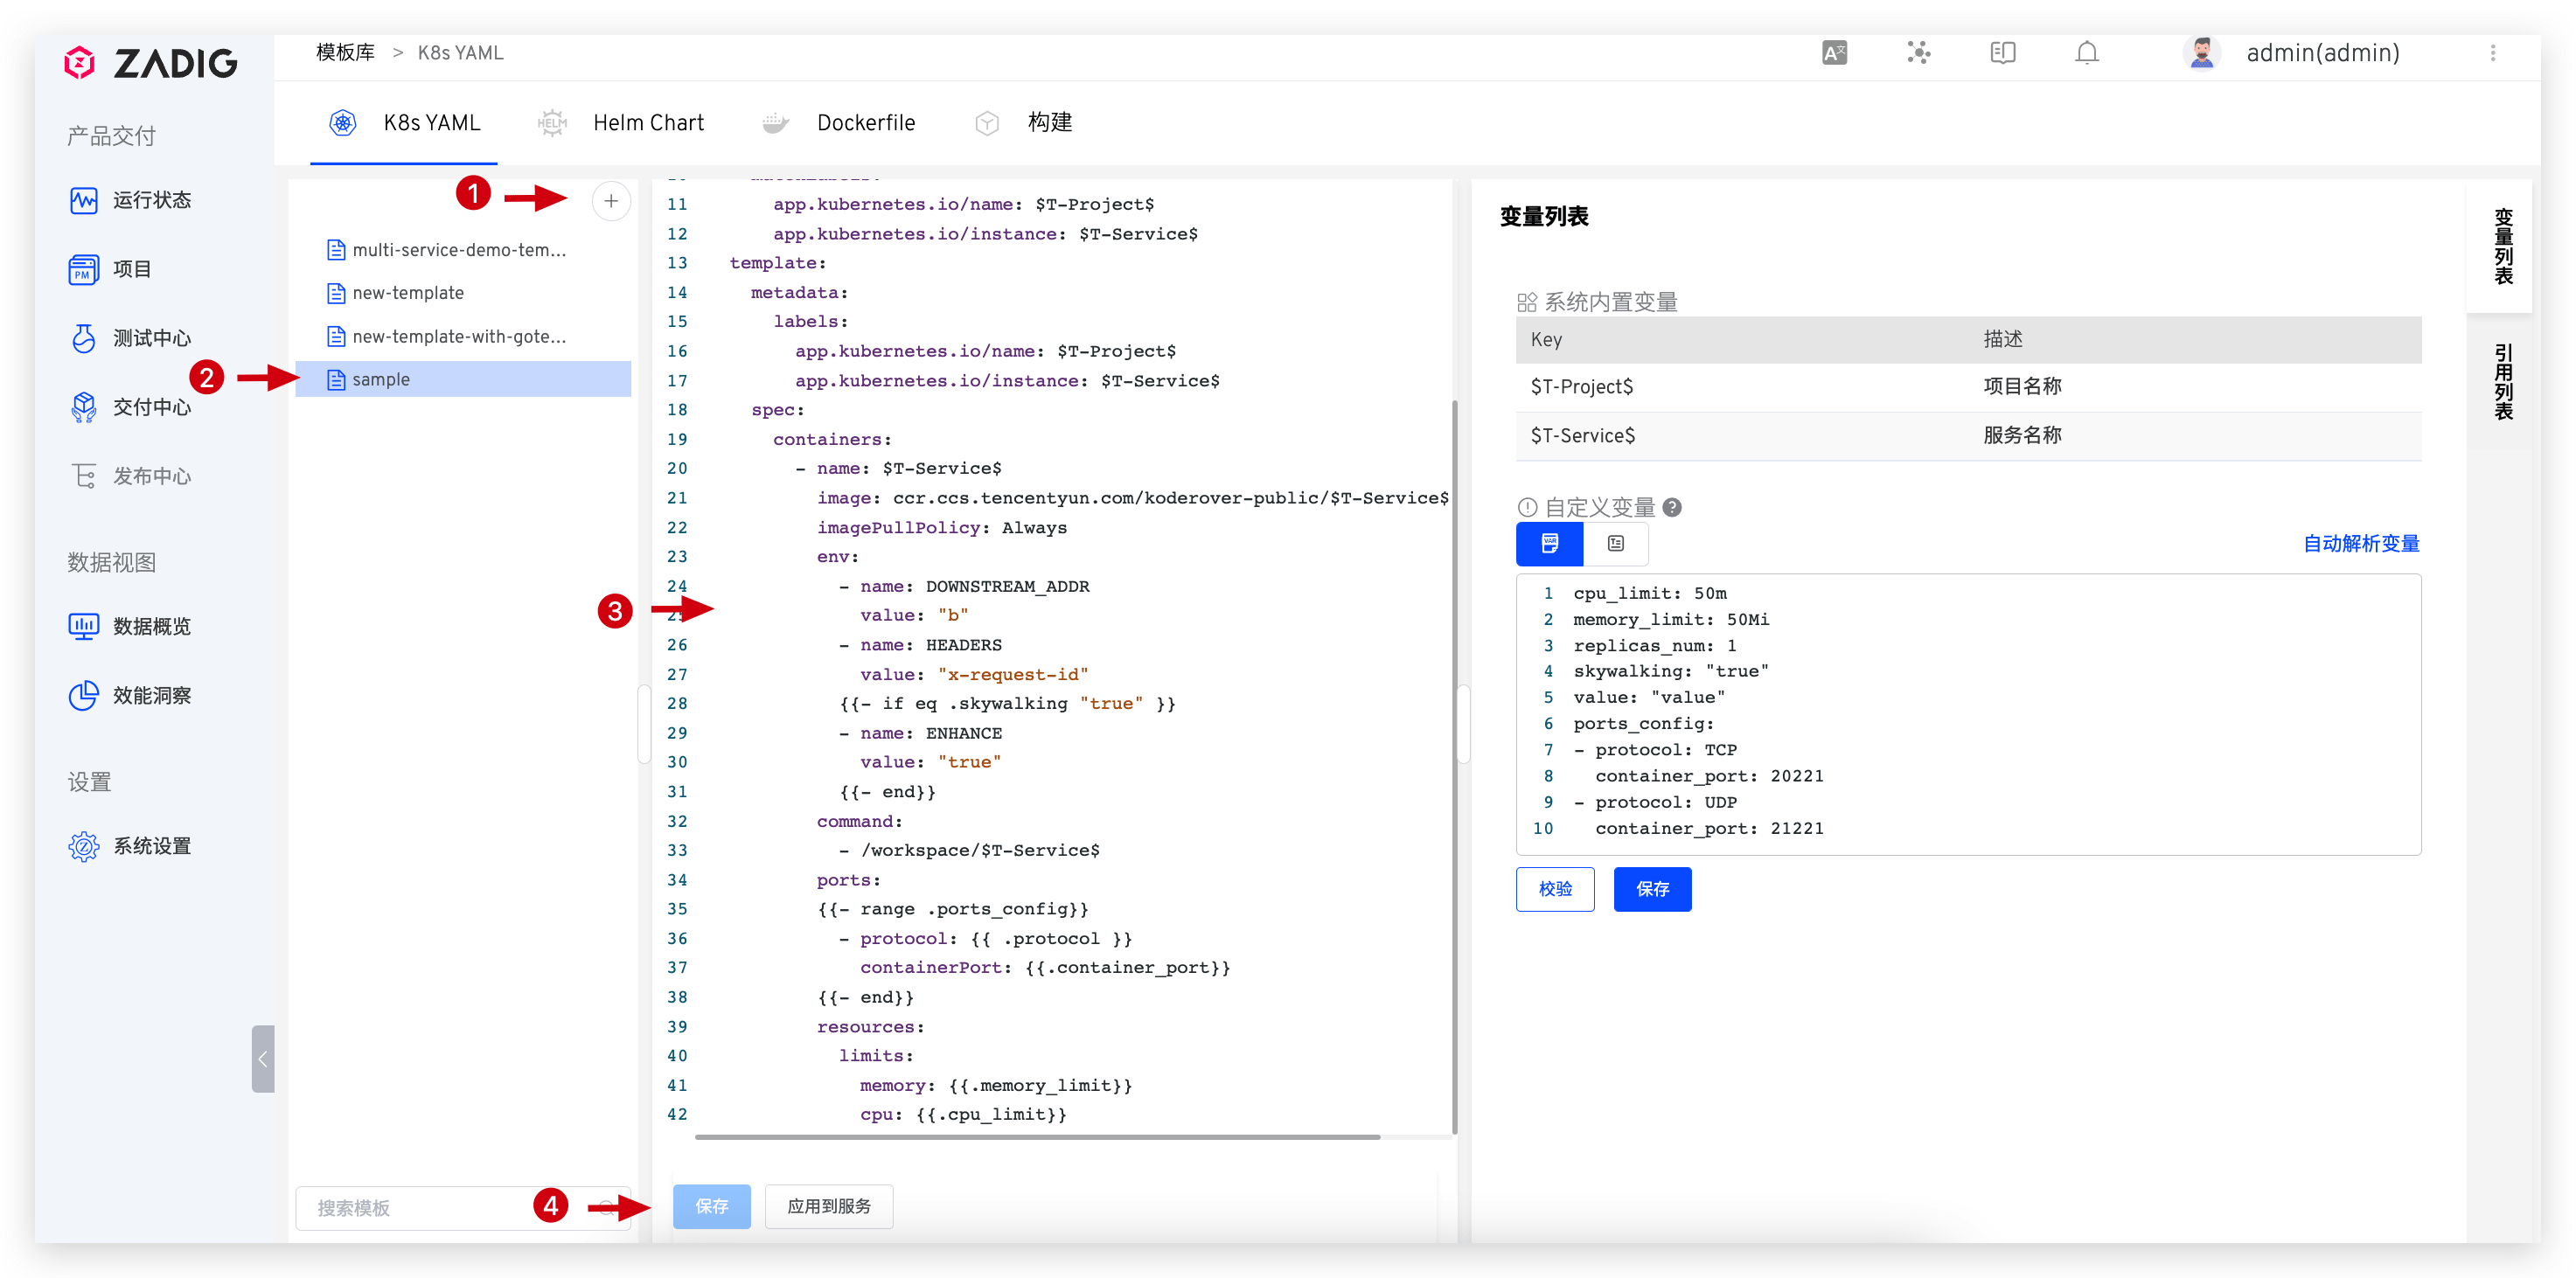 ZADIG
产品交付
运行状态
项目
测试中心
交付中心
发布中心
数据视图
数据概览
效能洞察
设置
系统设置
模板库 > K8s YAML
admin(admin)
K8s YAML
Helm Chart
Dockerfile
构建
1
multi-service-demo-tem...
new-template
new-template-with-gote...
2
sample
搜索模板
11 app.kubernetes.io/name: $T-Project$
12 app.kubernetes.io/instance: $T-Service$
13 template:
14 metadata:
15 labels:
16 app.kubernetes.io/name: $T-Project$
17 app.kubernetes.io/instance: $T-Service$
18 spec:
19 containers:
20 - name: $T-Service$
21 image: ccr.ccs.tencentyun.com/koderover-public/$T-Service$
22 imagePullPolicy: Always
23 env:
24 - name: DOWNSTREAM_ADDR
3
25 value: "b"
26 - name: HEADERS
27 value: "x-request-id"
28 {{- if eq .skywalking "true" }}
29 - name: ENHANCE
30 value: "true"
31 {{- end}}
32 command:
33 - /workspace/$T-Service$
34 ports:
35 {{- range .ports_config}}
36 - protocol: {{ .protocol }}
37 containerPort: {{.container_port}}
38 {{- end}}
39 resources:
40 limits:
41 memory: {{.memory_limit}}
42 cpu: {{.cpu_limit}}
4
保存
应用到服务
变量列表
系统内置变量
Key 描述
$T-Project$ 项目名称
$T-Service$ 服务名称
自定义变量
自动解析变量
1 cpu_limit: 50m
2 memory_limit: 50Mi
3 replicas_num: 1
4 skywalking: "true"
5 value: "value"
6 ports_config:
7 - protocol: TCP
8 container_port: 20221
9 - protocol: UDP
10 container_port: 21221
校验
保存
变量列表
引用列表